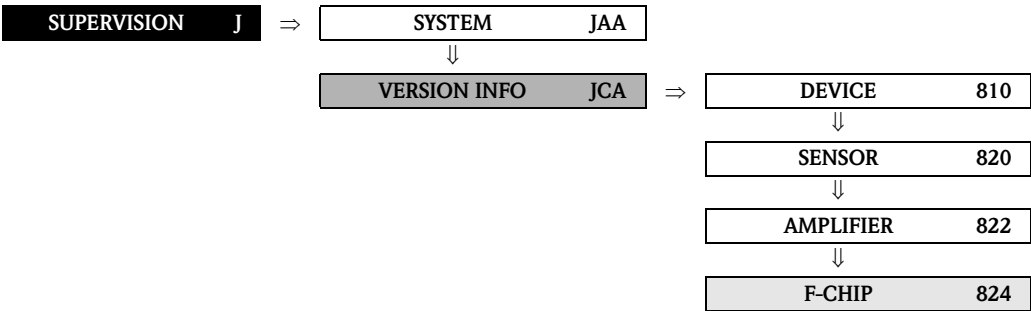 SUPERVISION J ⇒ SYSTEM JAA
⇓
VERSION INFO JCA ⇒ DEVICE 810
⇓
SENSOR 820
⇓
AMPLIFIER 822
⇓
F-CHIP 824